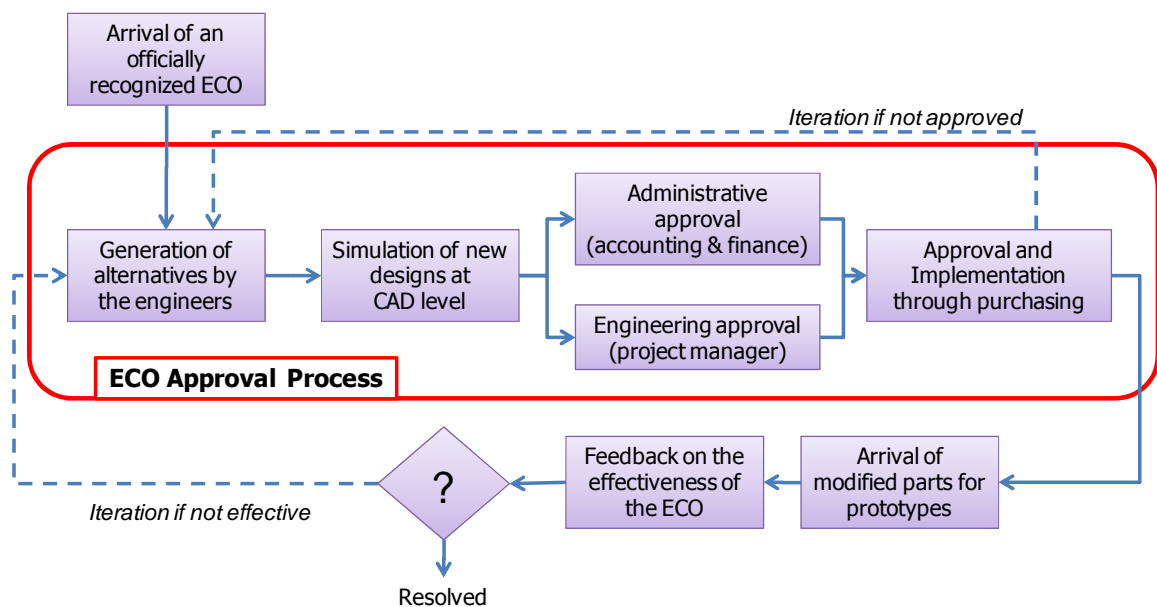 Arrival of an
officially
recognized ECO
Iteration if not approved
Generation of
alternatives by
the engineers
Simulation of new
designs at
CAD level
Administrative
approval
(accounting & finance)
Engineering approval
(project manager)
Approval and
Implementation
through purchasing
ECO Approval Process
Arrival of
modified parts for
prototypes
Feedback on the
effectiveness of
the ECO
?
Iteration if not effective
Resolved